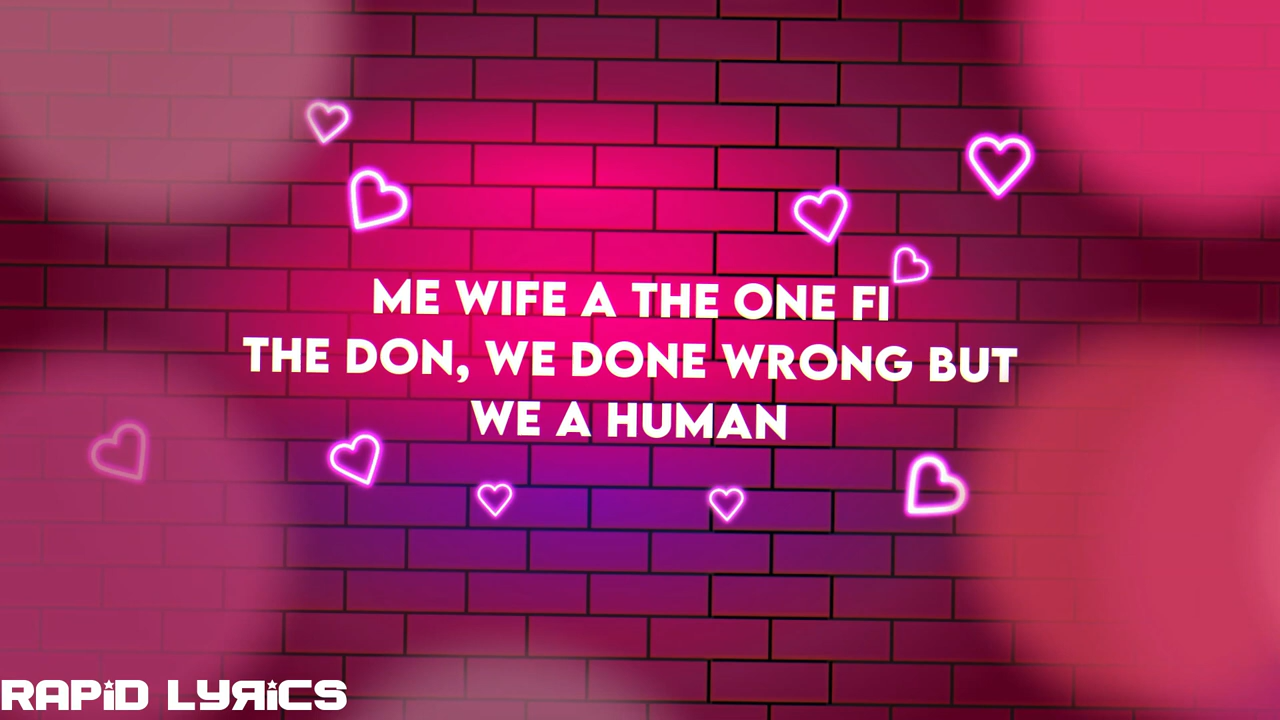 ME WIFE A THE ONE FI
THE DON, WE DONE WRONG BUT
WE A HUMAN
RAPID LYRICS